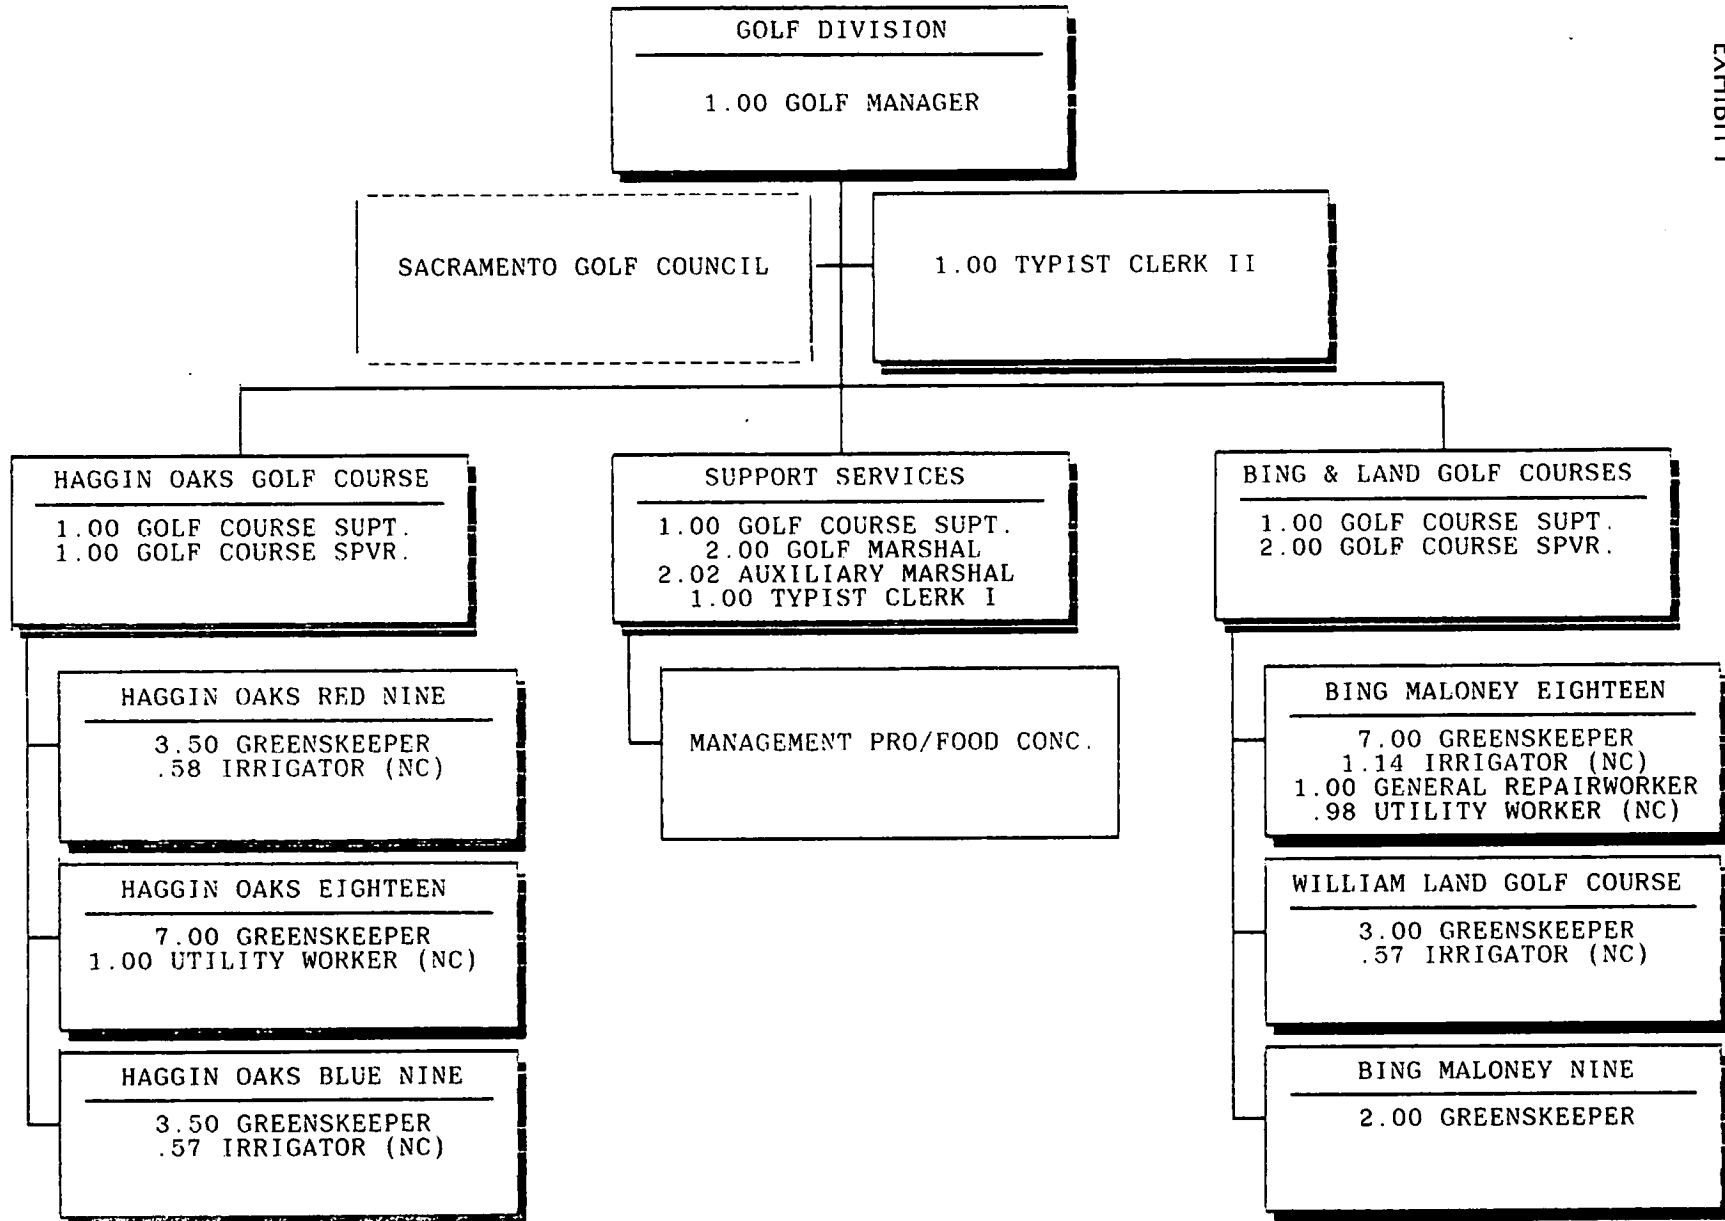 EXHIBIT I
GOLF DIVISION
1.00 GOLF MANAGER
SACRAMENTO GOLF COUNCIL
1.00 TYPIST CLERK II
HAGGIN OAKS GOLF COURSE
1.00 GOLF COURSE SUPT.
1.00 GOLF COURSE SPVR.
SUPPORT SERVICES
1.00 GOLF COURSE SUPT.
2.00 GOLF MARSHAL
2.02 AUXILIARY MARSHAL
1.00 TYPIST CLERK I
BING & LAND GOLF COURSES
1.00 GOLF COURSE SUPT.
2.00 GOLF COURSE SPVR.
HAGGIN OAKS RED NINE
3.50 GREENSKEEPER
.58 IRRIGATOR (NC)
HAGGIN OAKS EIGHTEEN
7.00 GREENSKEEPER
1.00 UTILITY WORKER (NC)
HAGGIN OAKS BLUE NINE
3.50 GREENSKEEPER
.57 IRRIGATOR (NC)
MANAGEMENT PRO/FOOD CONC.
BING MALONEY EIGHTEEN
7.00 GREENSKEEPER
1.14 IRRIGATOR (NC)
1.00 GENERAL REPAIRWORKER
.98 UTILITY WORKER (NC)
WILLIAM LAND GOLF COURSE
3.00 GREENSKEEPER
.57 IRRIGATOR (NC)
BING MALONEY NINE
2.00 GREENSKEEPER